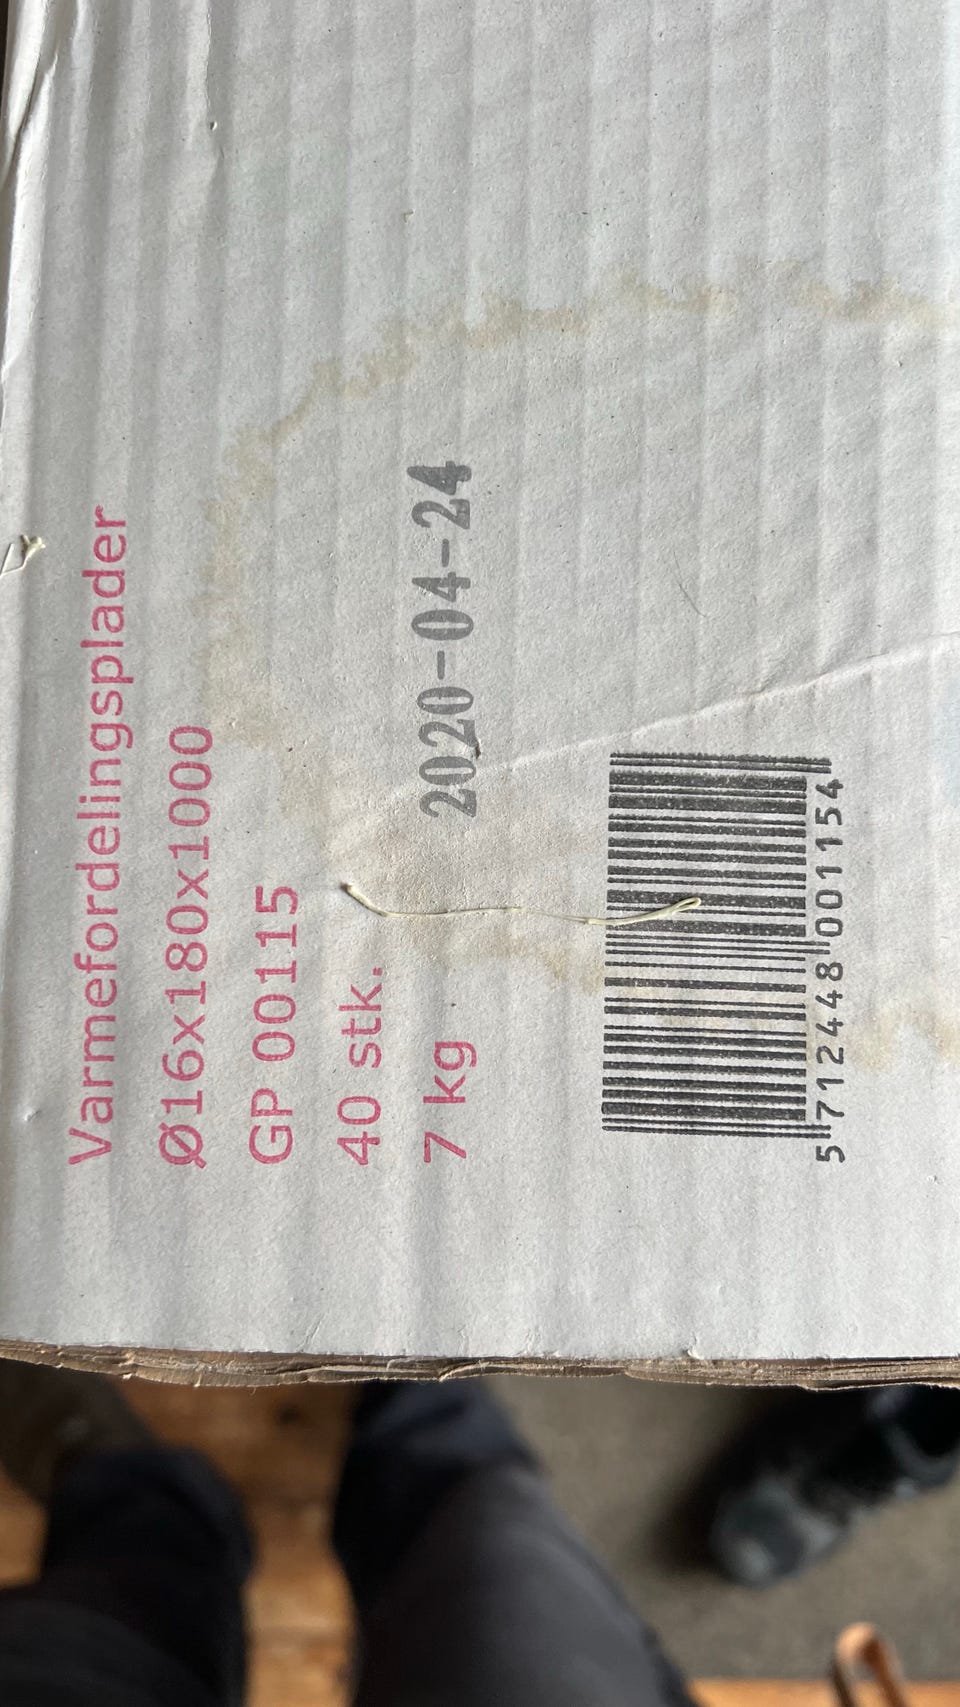 Varmefordelingsplader
Ø16x180x1000
GP 00115
40 stk.
7 kg
2020-04-24
5 712448 001154